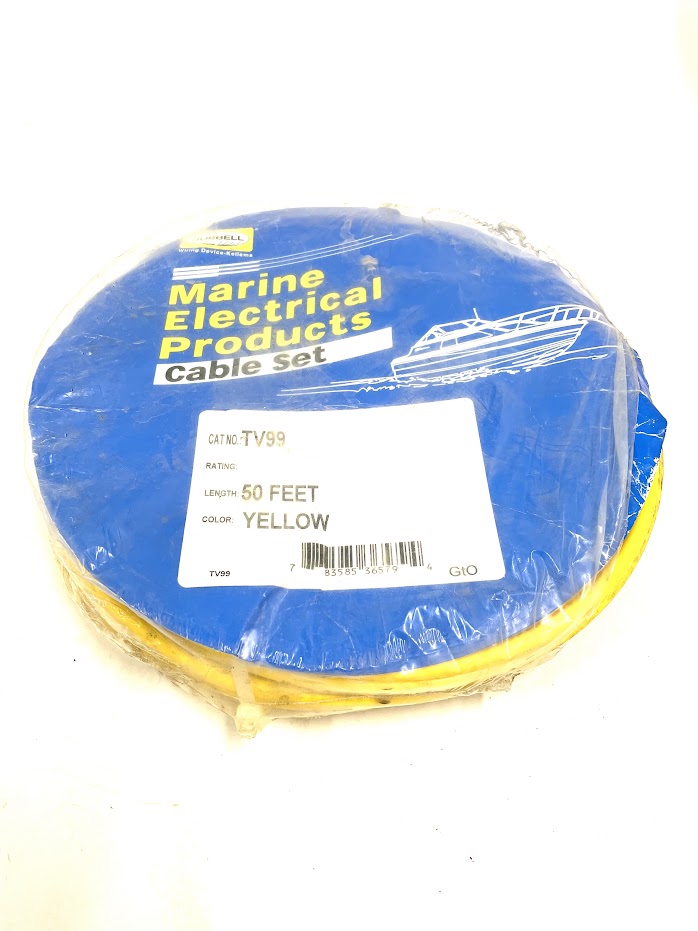 HUBBELL
Wiring Device-Kellems
Marine
Electrical
Products
Cable Set
CAT NO.: TV99
RATING:
LENGTH: 50 FEET
COLOR: YELLOW
7 83585 36579 4
TV99
GtO